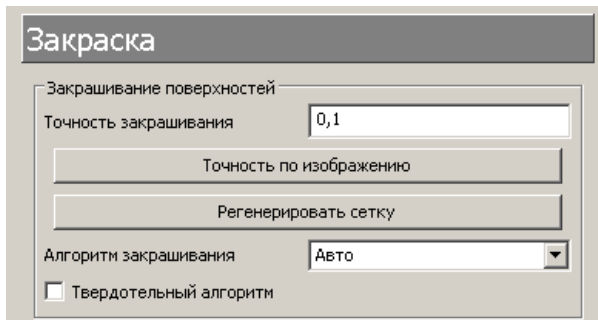 Закраска
Закрашивание поверхностей
Точность закрашивания 0,1
Точность по изображению
Регенерировать сетку
Алгоритм закрашивания Авто
Твердотельный алгоритм